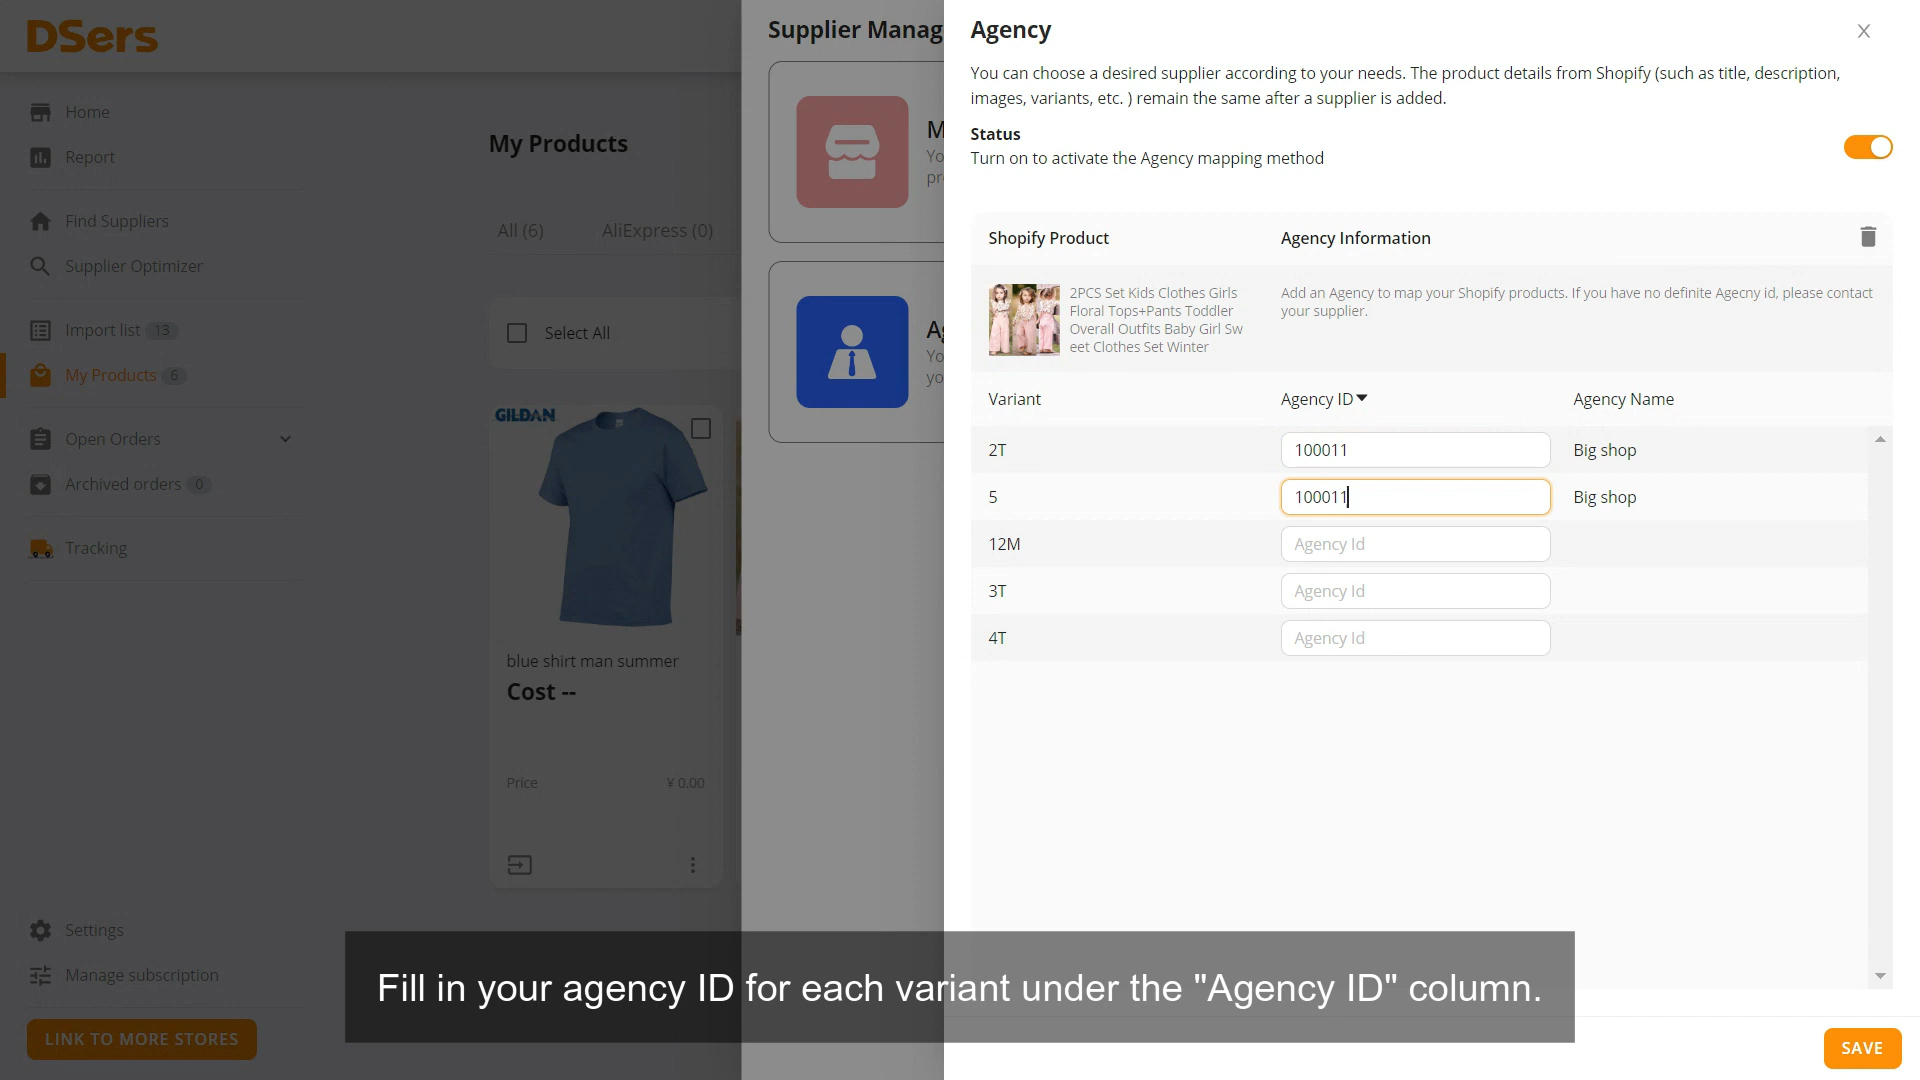 DSers
Home
Report
Find Suppliers
Supplier Optimizer
Import list 13
My Products 6
Open Orders
Archived orders 0
Tracking
Settings
Manage subscription
LINK TO MORE STORES
My Products
All (6)
AliExpress (0)
Select All
GILDAN
blue shirt man summer
Cost --
Price
¥ 0.00
Supplier Manag
M
Yo
pr
Ag
Yo
yo
Agency
You can choose a desired supplier according to your needs. The product details from Shopify (such as title, description,
images, variants, etc. ) remain the same after a supplier is added.
Status
Turn on to activate the Agency mapping method
Shopify Product
Agency Information
2PCS Set Kids Clothes Girls
Floral Tops+Pants Toddler
Overall Outfits Baby Girl Sw
eet Clothes Set Winter
Add an Agency to map your Shopify products. If you have no definite Agecny id, please contact
your supplier.
Variant
Agency ID
Agency Name
2T
100011
Big shop
5
100011
Big shop
12M
Agency Id
3T
Agency Id
4T
Agency Id
Fill in your agency ID for each variant under the "Agency ID" column.
SAVE